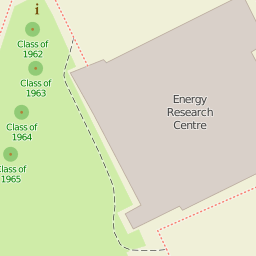 Class of
1962
Class of
1963
Class of
1964
Class of
1965
Energy
Research
Centre